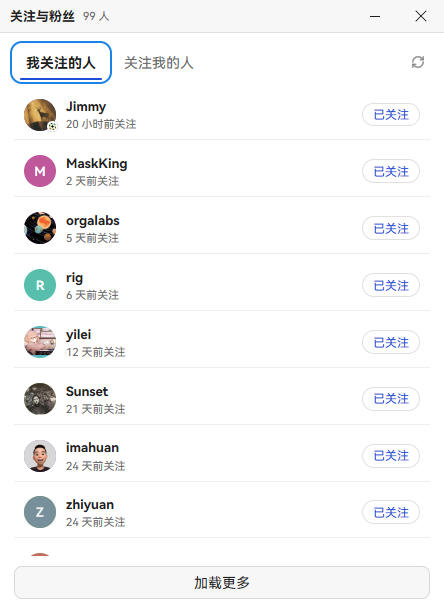 关注与粉丝 99 人
我关注的人 关注我的人
Jimmy
20 小时前关注
已关注
M
MaskKing
2 天前关注
已关注
orgalabs
5 天前关注
已关注
R
rig
6 天前关注
已关注
yilei
12 天前关注
已关注
Sunset
21 天前关注
已关注
imahuan
24 天前关注
已关注
Z
zhiyuan
24 天前关注
已关注
加载更多